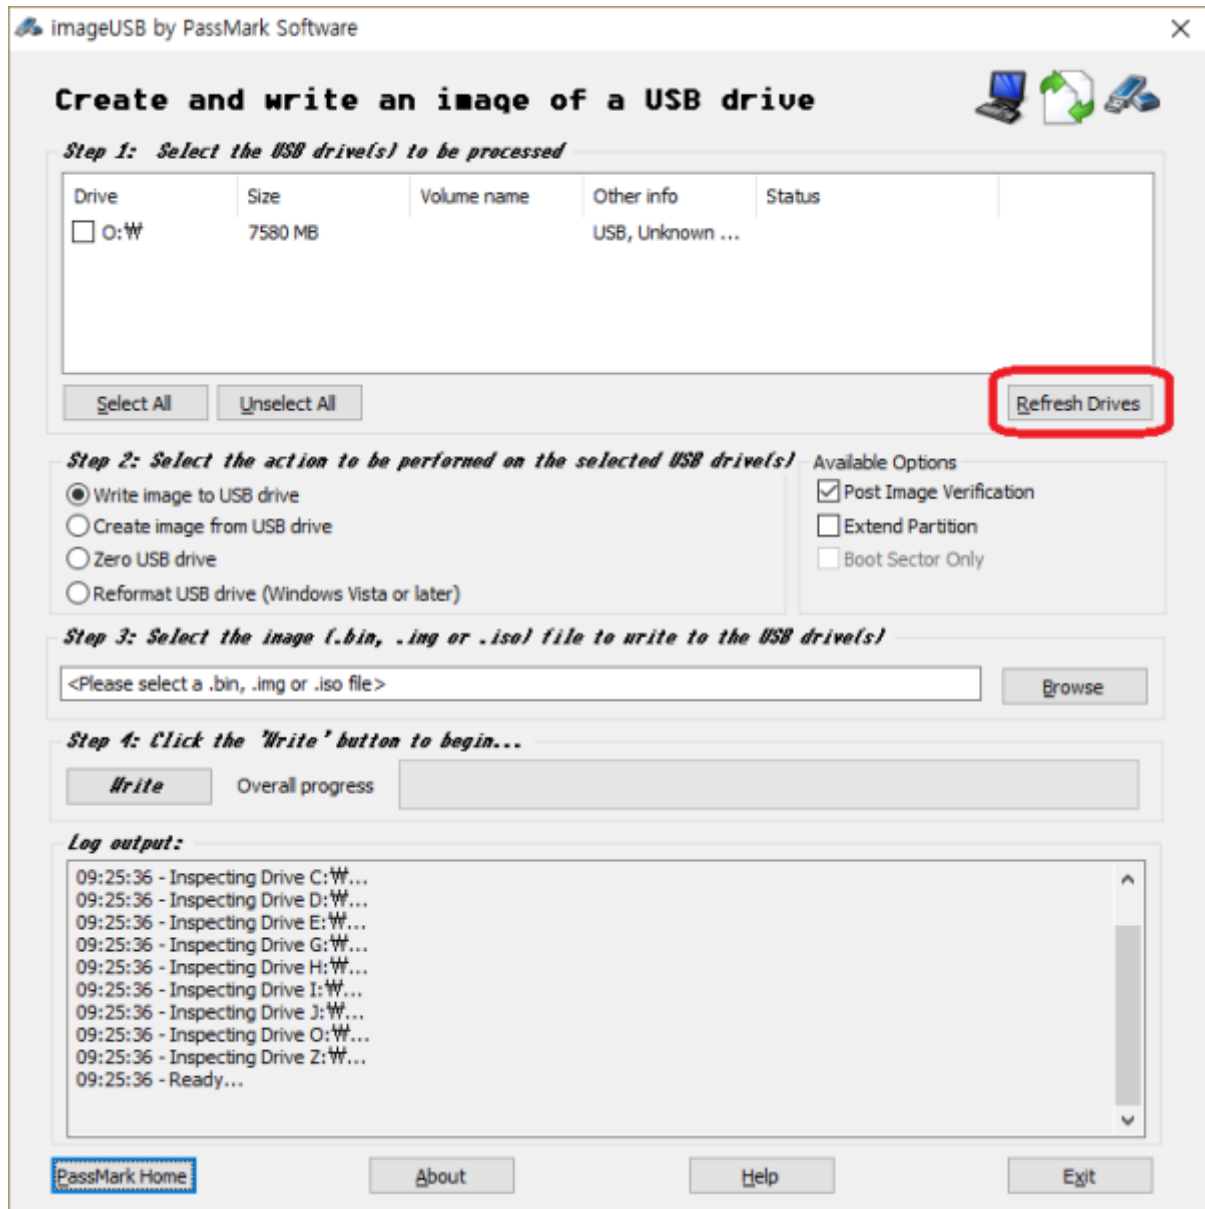 imageUSB by PassMark Software
Create and write an image of a USB drive
Step 1: Select the USB drive(s) to be processed
Drive Size Volume name Other info Status
O:₩ 7580 MB USB, Unknown ...
Select All Unselect All Refresh Drives
Step 2: Select the action to be performed on the selected USB drive(s) Available Options
Write image to USB drive Post Image Verification
Create image from USB drive Extend Partition
Zero USB drive Boot Sector Only
Reformat USB drive (Windows Vista or later)
Step 3: Select the image (.bin, .img or .iso) file to write to the USB drive(s)
<Please select a .bin, .img or .iso file> Browse
Step 4: Click the 'Write' button to begin...
Write Overall progress
Log output:
09:25:36 - Inspecting Drive C:₩...
09:25:36 - Inspecting Drive D:₩...
09:25:36 - Inspecting Drive E:₩...
09:25:36 - Inspecting Drive G:₩...
09:25:36 - Inspecting Drive H:₩...
09:25:36 - Inspecting Drive I:₩...
09:25:36 - Inspecting Drive J:₩...
09:25:36 - Inspecting Drive O:₩...
09:25:36 - Inspecting Drive Z:₩...
09:25:36 - Ready...
PassMark Home About Help Exit